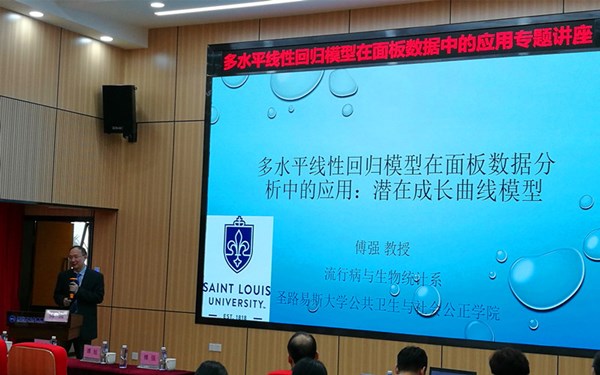 多水平线性回归模型在面板数据中的应用专题讲座
多水平线性回归模型在面板数据分
析中的应用：潜在成长曲线模型
傅强 教授
流行病与生物统计系
圣路易斯大学公共卫生与社会公正学院
SAINT LOUIS
UNIVERSITY.
EST. 1818